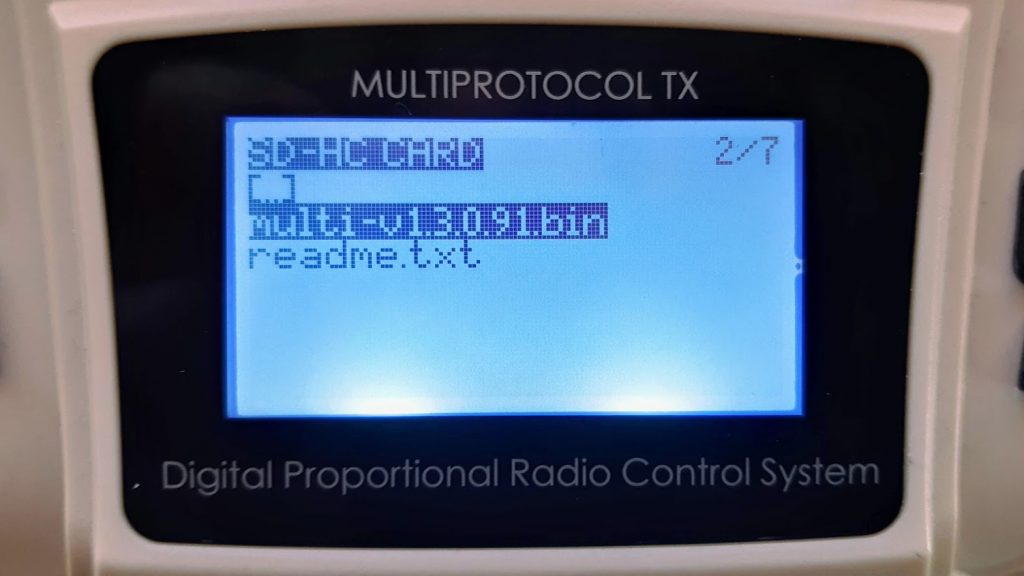 MULTIPROTOCOL TX
SD-HC CARD 2/7
[..]
multi-v1.3.0.91.bin
readme.txt
Digital Proportional Radio Control System